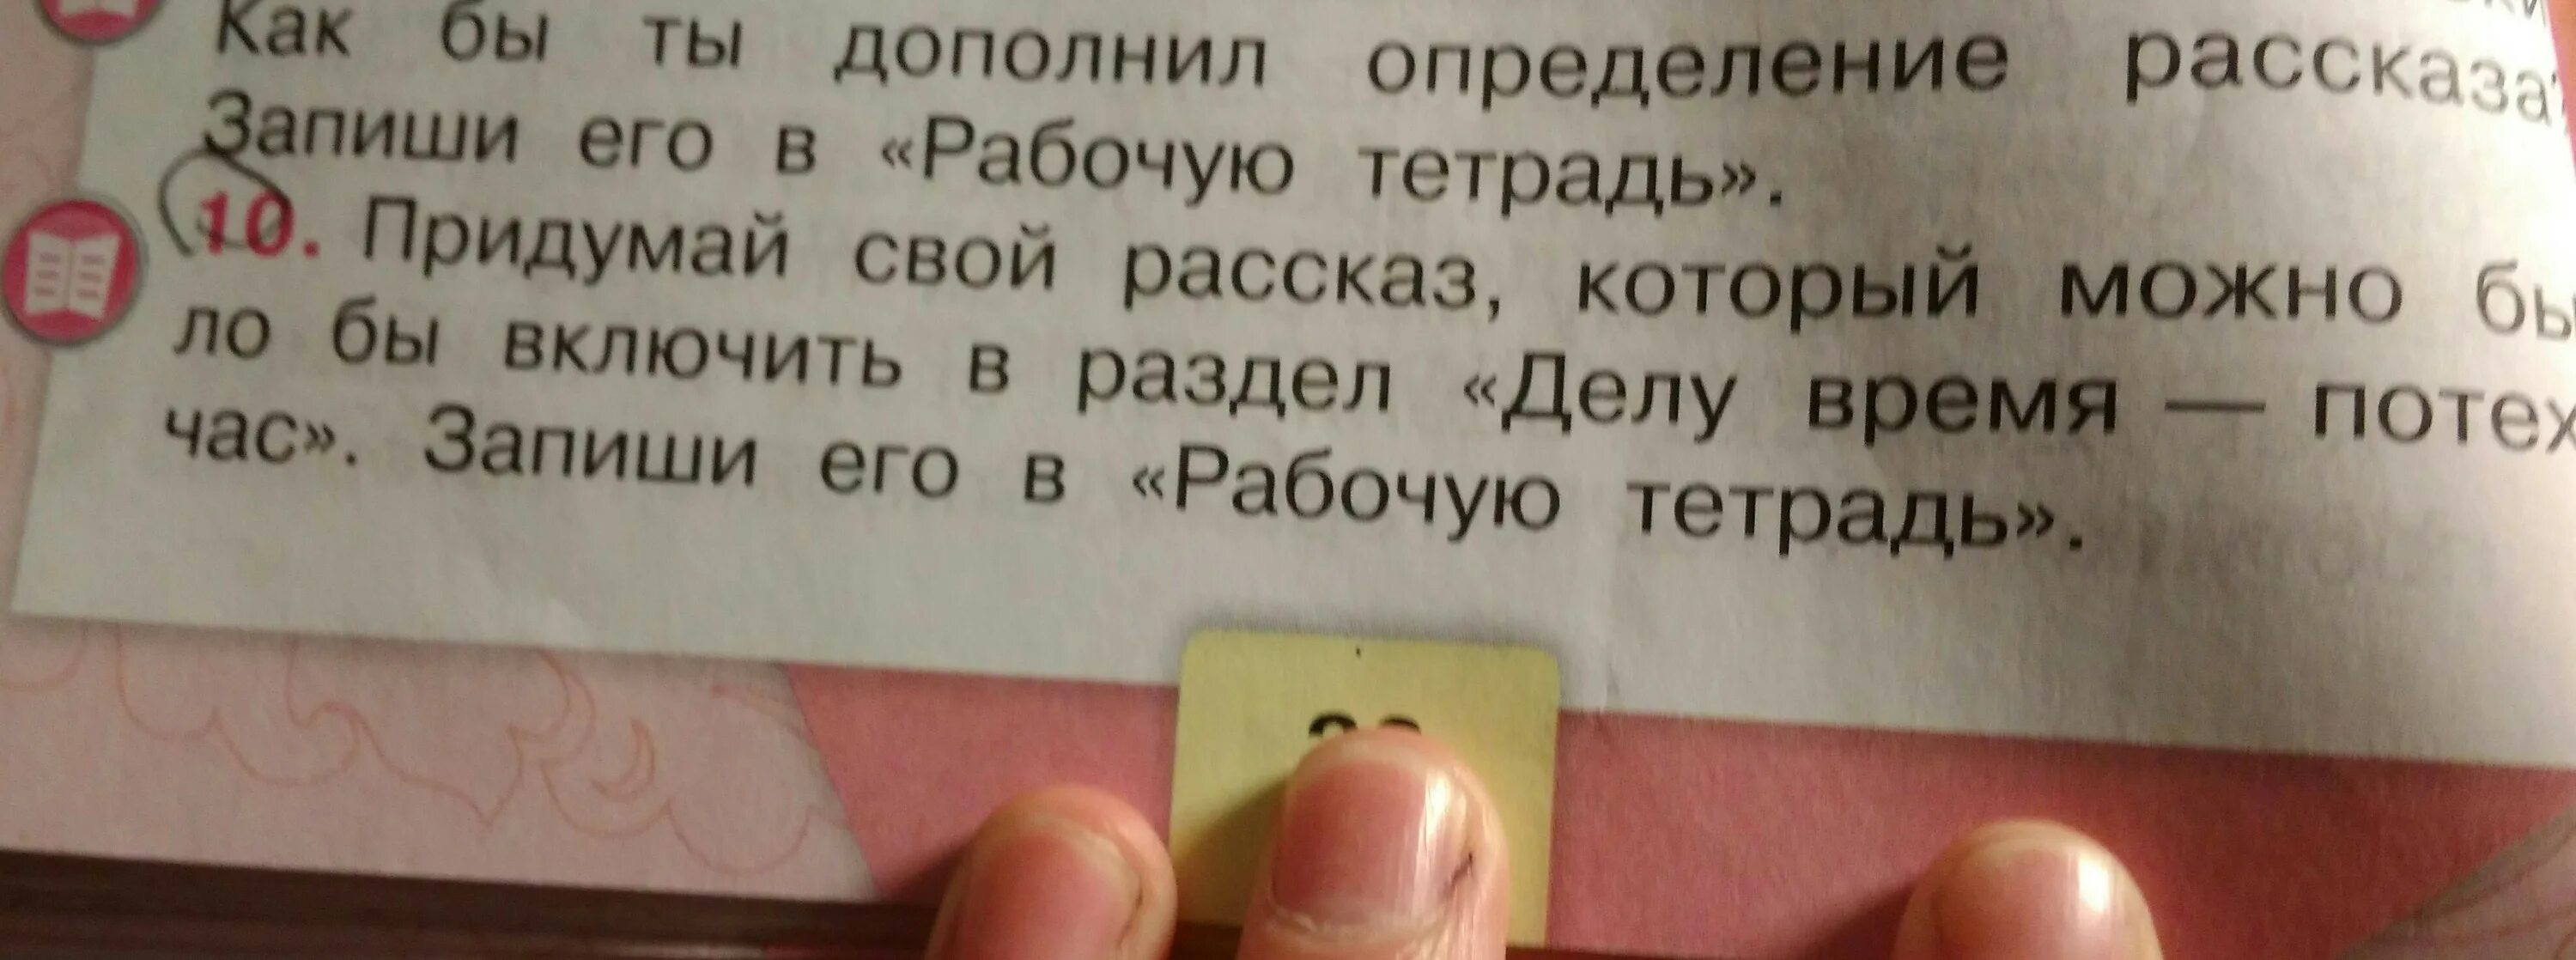 Как бы ты дополнил определение рассказа
Запиши его в «Рабочую тетрадь».
10. Придумай свой рассказ, который можно бы
ло бы включить в раздел «Делу время — потех
час». Запиши его в «Рабочую тетрадь».